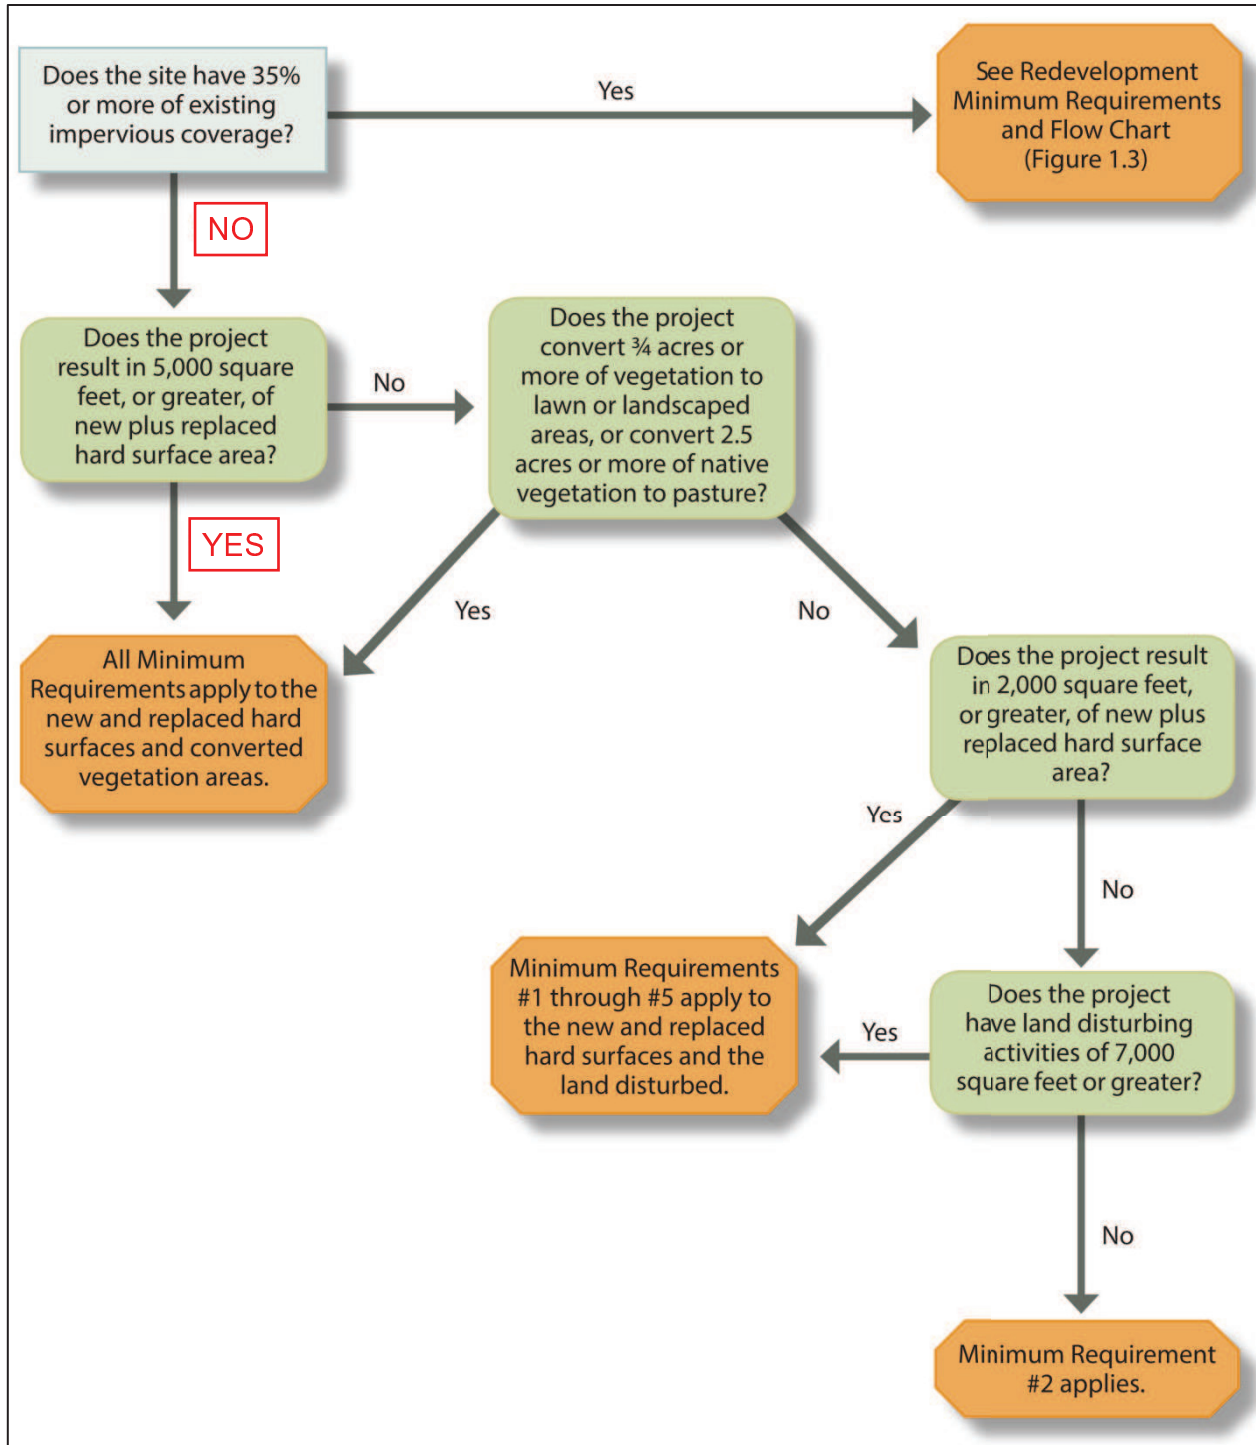 Does the site have 35%
or more of existing
impervious coverage?
Yes
See Redevelopment
Minimum Requirements
and Flow Chart
(Figure 1.3)
NO
Does the project
result in 5,000 square
feet, or greater, of
new plus replaced
hard surface area?
No
Does the project
convert ¾ acres or
more of vegetation to
lawn or landscaped
areas, or convert 2.5
acres or more of native
vegetation to pasture?
YES
Yes
No
All Minimum
Requirements apply to the
new and replaced hard
surfaces and converted
vegetation areas.
Does the project result
in 2,000 square feet,
or greater, of new plus
replaced hard surface
area?
Yes
No
Minimum Requirements
#1 through #5 apply to
the new and replaced
hard surfaces and the
land disturbed.
Yes
Does the project
have land disturbing
activities of 7,000
square feet or greater?
No
Minimum Requirement
#2 applies.